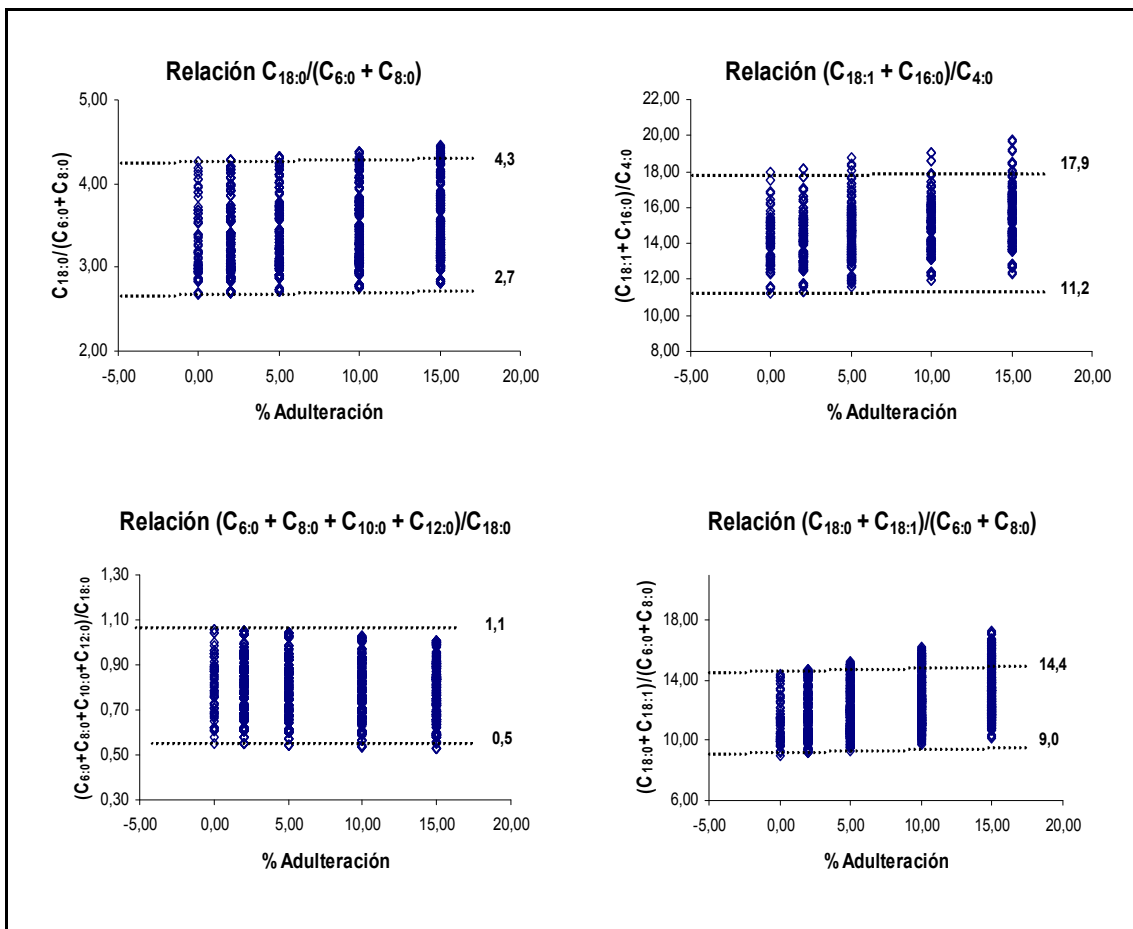 Relación C18:0/(C6:0 + C8:0)
C18:0/(C6:0+C8:0)
5,00
4,00
3,00
2,00
4,3
2,7
-5,00 0,00 5,00 10,00 15,00 20,00
% Adulteración
Relación (C18:1 + C16:0)/C4:0
(C18:1+C16:0)/C4:0
22,00
20,00
18,00
16,00
14,00
12,00
10,00
8,00
17,9
11,2
-5,00 0,00 5,00 10,00 15,00 20,00
% Adulteración
Relación (C6:0 + C8:0 + C10:0 + C12:0)/C18:0
(C6:0+C8:0+C10:0+C12:0)/C18:0
1,30
1,10
0,90
0,70
0,50
0,30
1,1
0,5
-5,00 0,00 5,00 10,00 15,00 20,00
% Adulteración
Relación (C18:0 + C18:1)/(C6:0 + C8:0)
(C18:0+C18:1)/(C6:0+C8:0)
18,00
14,00
10,00
6,00
14,4
9,0
-5,00 0,00 5,00 10,00 15,00 20,00
% Adulteración